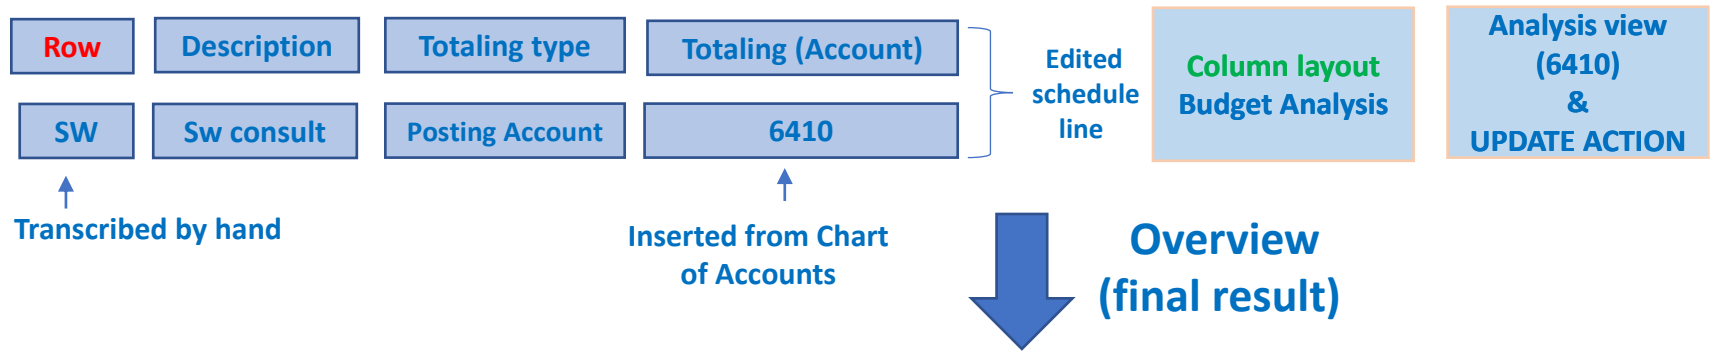 Row
Description
Totaling type
Totaling (Account)
SW
Sw consult
Posting Account
6410
Edited
schedule
line
Column layout
Budget Analysis
Analysis view
(6410)
&
UPDATE ACTION
Transcribed by hand
Inserted from Chart
of Accounts
Overview
(final result)